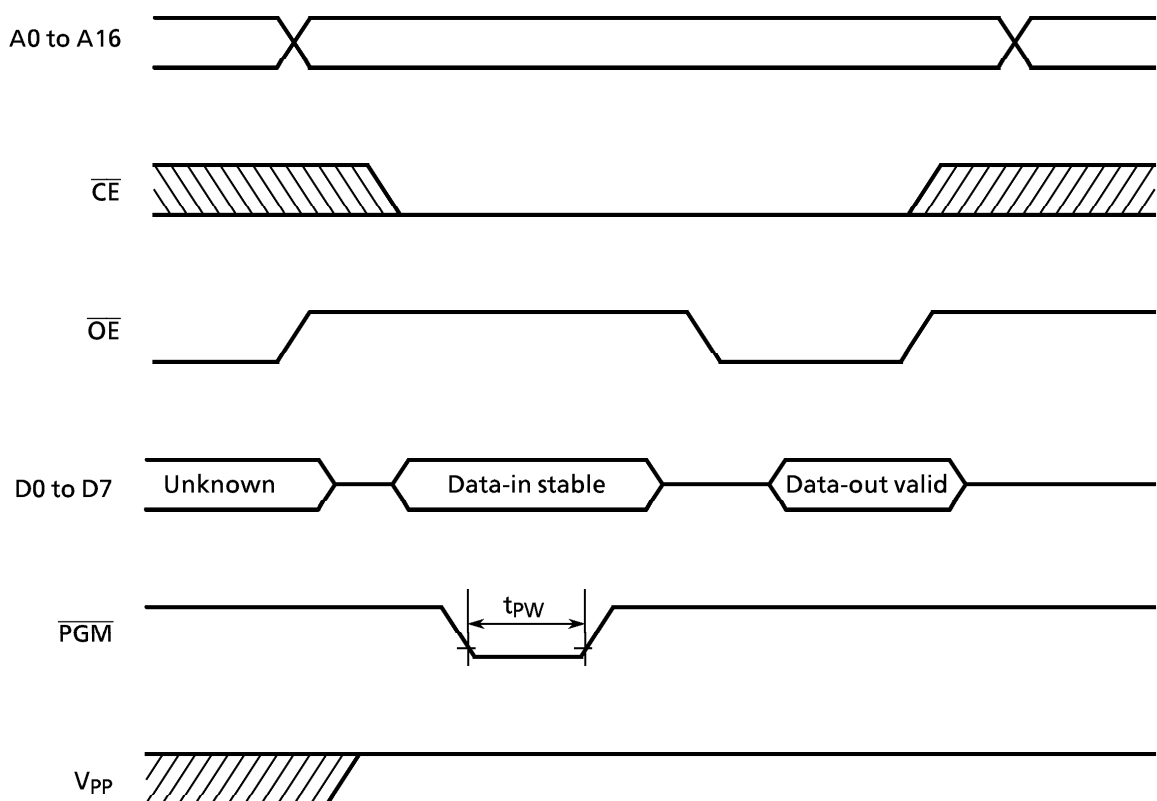 A0 to A16
CE
OE
D0 to D7
Unknown
Data-in stable
Data-out valid
tPW
PGM
VPP